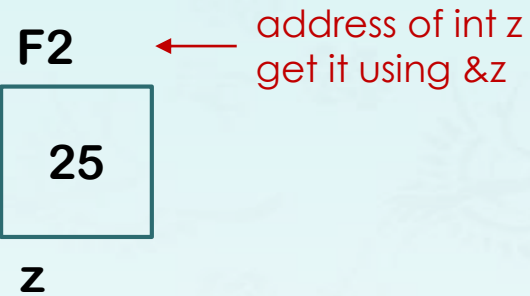 F2
address of int z
get it using &z
25
z